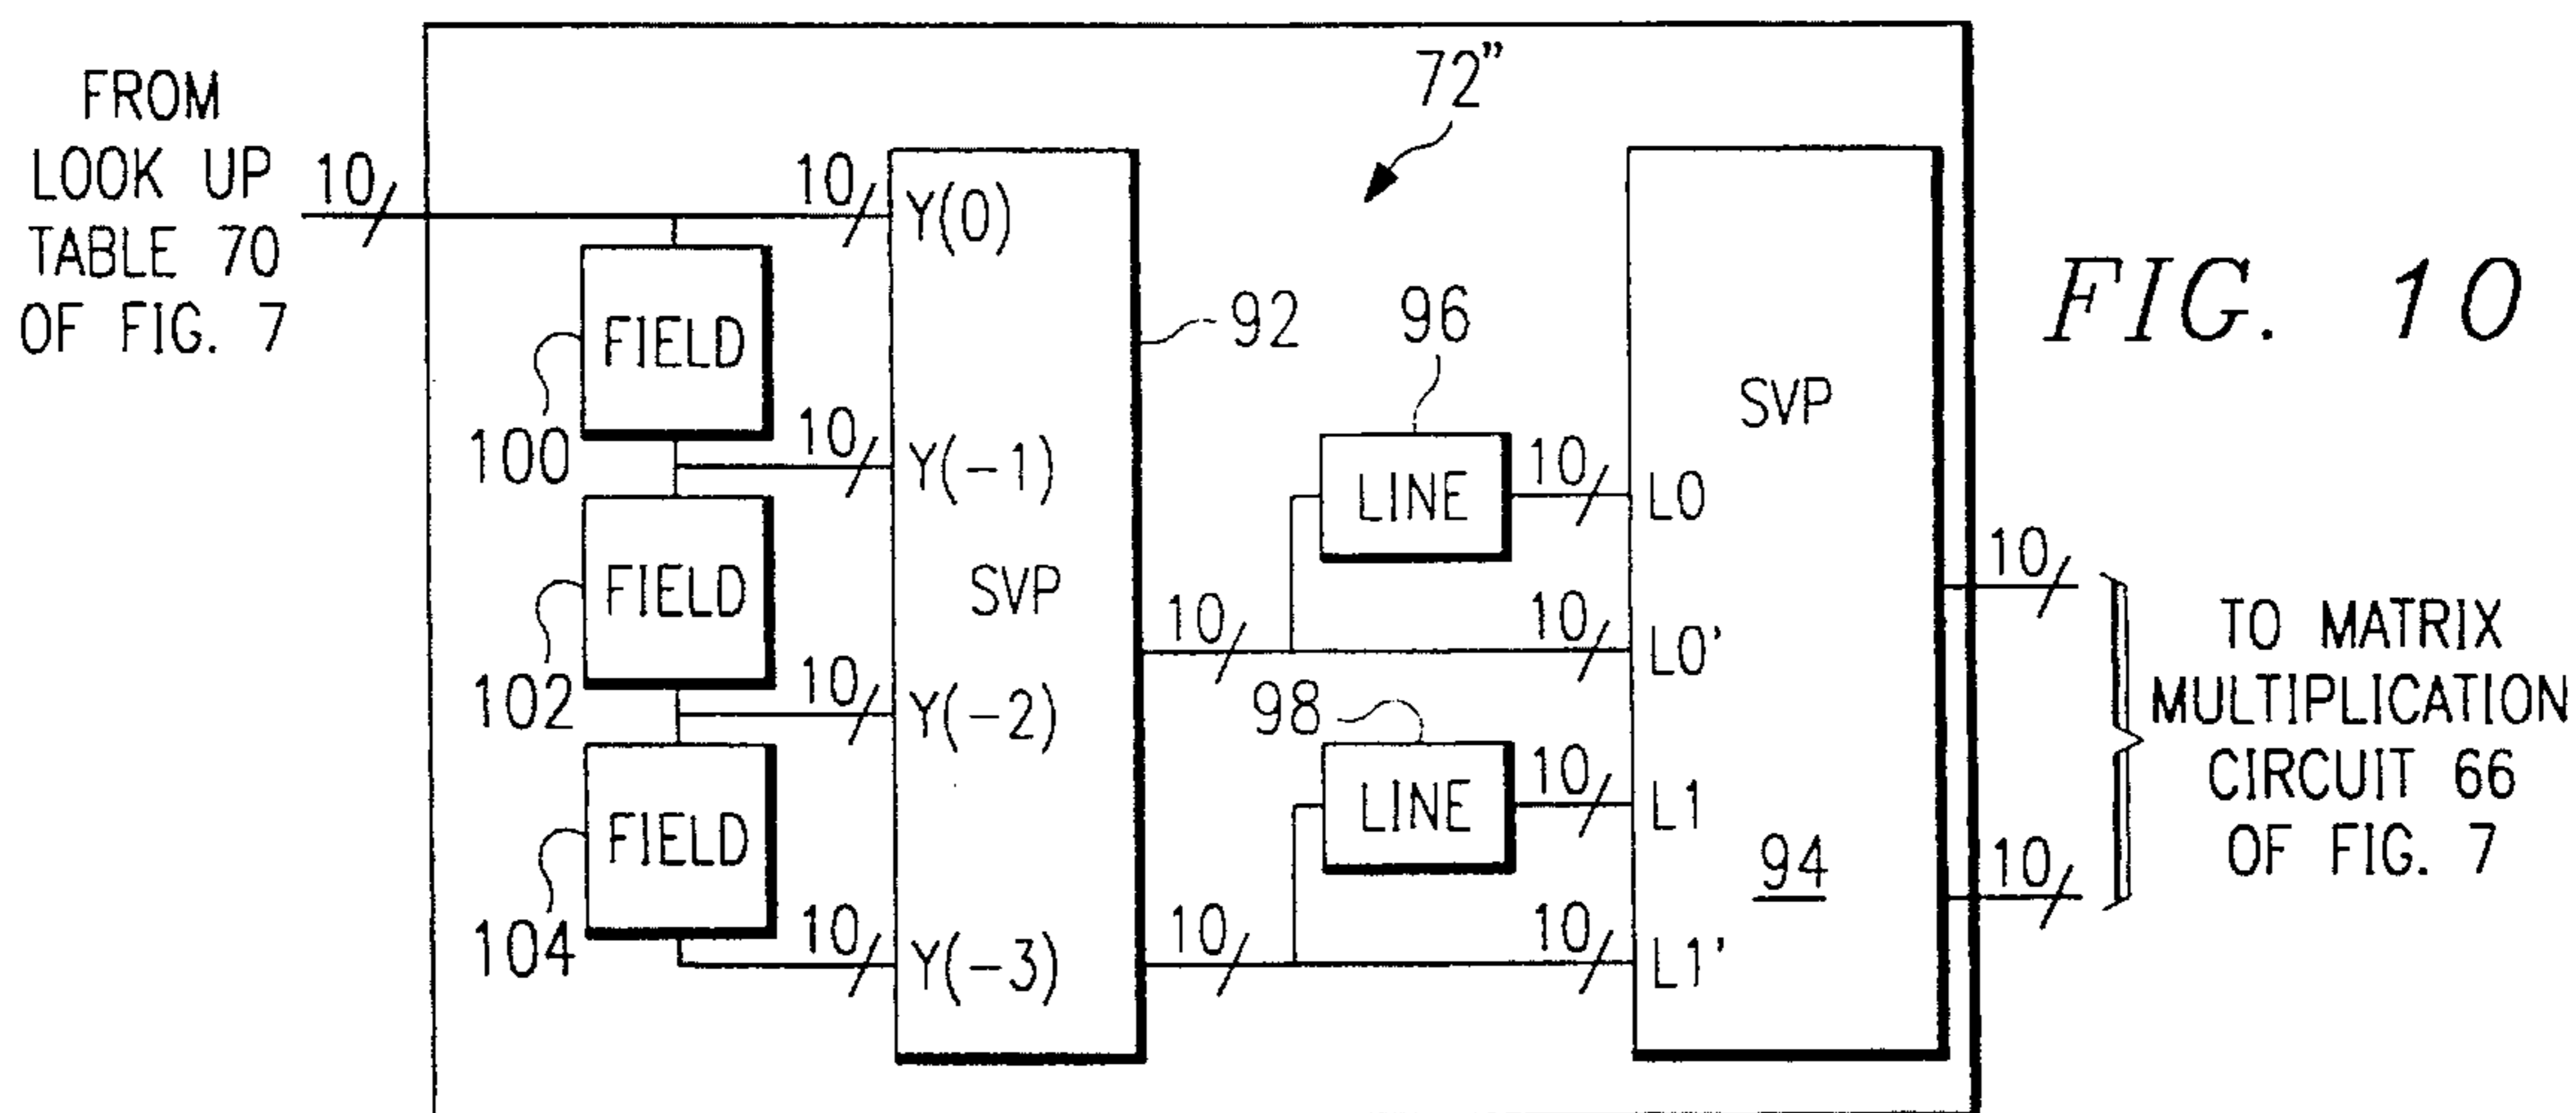 FROM
LOOK UP
TABLE 70
OF FIG. 7
10
10
Y(0)
FIELD
100
10
Y(-1)
FIELD
102
10
Y(-2)
FIELD
104
10
Y(-3)
SVP
92
72"
10
10
96
LINE
10
L0
10
L0'
98
LINE
10
L1
10
L1'
SVP
94
10
10
TO MATRIX
MULTIPLICATION
CIRCUIT 66
OF FIG. 7
FIG. 10